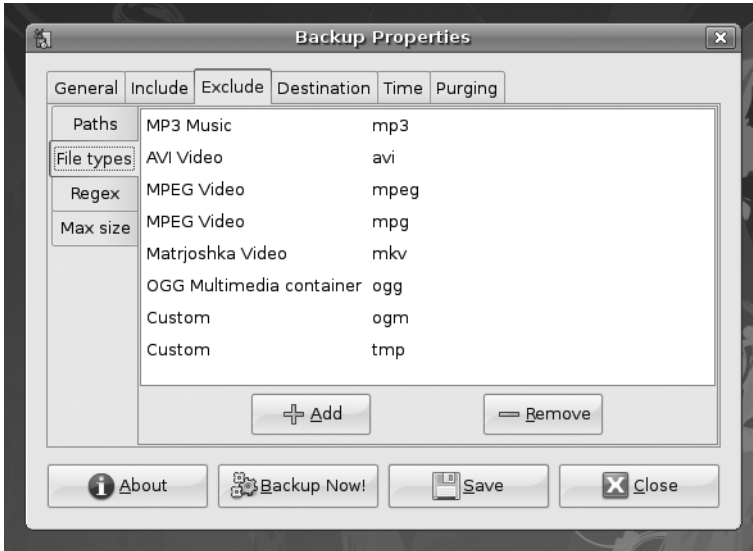 Backup Properties
General Include Exclude Destination Time Purging
Paths
File types
Regex
Max size
MP3 Music mp3
AVI Video avi
MPEG Video mpeg
MPEG Video mpg
Matrjoshka Video mkv
OGG Multimedia container ogg
Custom ogm
Custom tmp
Add Remove
About Backup Now! Save Close